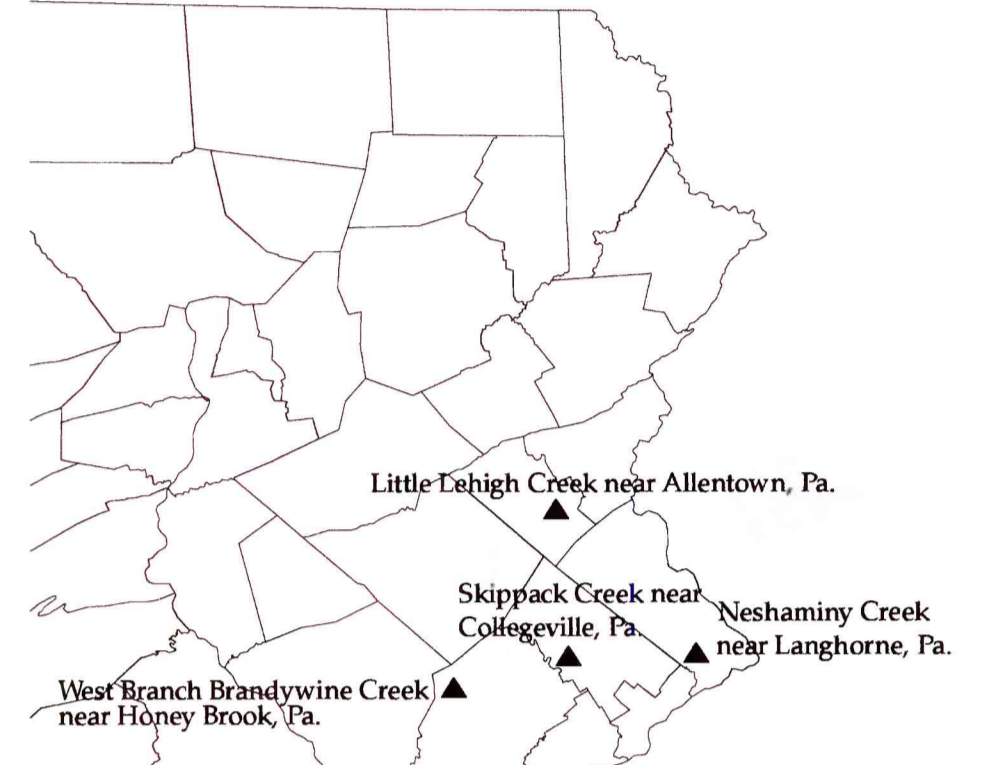 Little Lehigh Creek near Allentown, Pa.
Skippack Creek near
Collegeville, Pa.
Neshaminy Creek
near Langhorne, Pa.
West Branch Brandywine Creek
near Honey Brook, Pa.